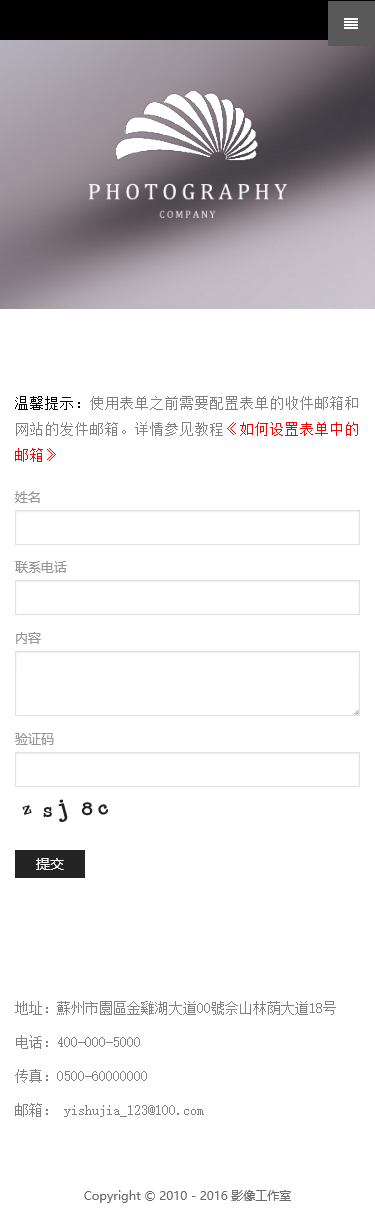 PHOTOGRAPHY
COMPANY
温馨提示：使用表单之前需要配置表单的收件邮箱和
网站的发件邮箱。详情参见教程《如何设置表单中的
邮箱》
姓名
联系电话
内容
验证码
zsj8c
提交
地址：蘇州市園區金雞湖大道00號佘山林荫大道18号
电话：400-000-5000
传真：0500-60000000
邮箱： yishujia_123@100.com
Copyright © 2010 - 2016 影像工作室